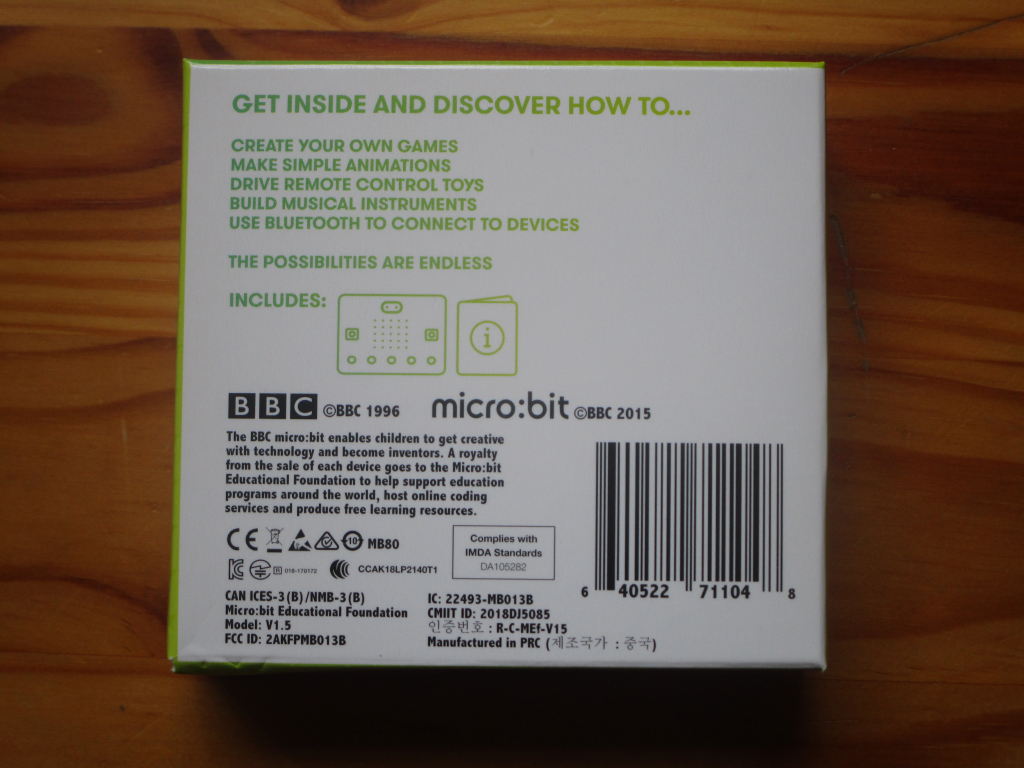 GET INSIDE AND DISCOVER HOW TO...
CREATE YOUR OWN GAMES
MAKE SIMPLE ANIMATIONS
DRIVE REMOTE CONTROL TOYS
BUILD MUSICAL INSTRUMENTS
USE BLUETOOTH TO CONNECT TO DEVICES
THE POSSIBILITIES ARE ENDLESS
INCLUDES:
i
BBC ©BBC 1996 micro:bit ©BBC 2015
The BBC micro:bit enables children to get creative
with technology and become inventors. A royalty
from the sale of each device goes to the Micro:bit
Educational Foundation to help support education
programs around the world, host online coding
services and produce free learning resources.
CE 10 MB80
R 018-170172 CCAK18LP2140T1
Complies with
IMDA Standards
DA105282
6 40522 71104 8
CAN ICES-3(B)/NMB-3(B)
Micro:bit Educational Foundation
Model: V1.5
FCC ID: 2AKFPMB013B
IC: 22493-MB013B
CMIIT ID: 2018DJ5085
인증번호 : R-C-MEf-V15
Manufactured in PRC (제조국가 : 중국)